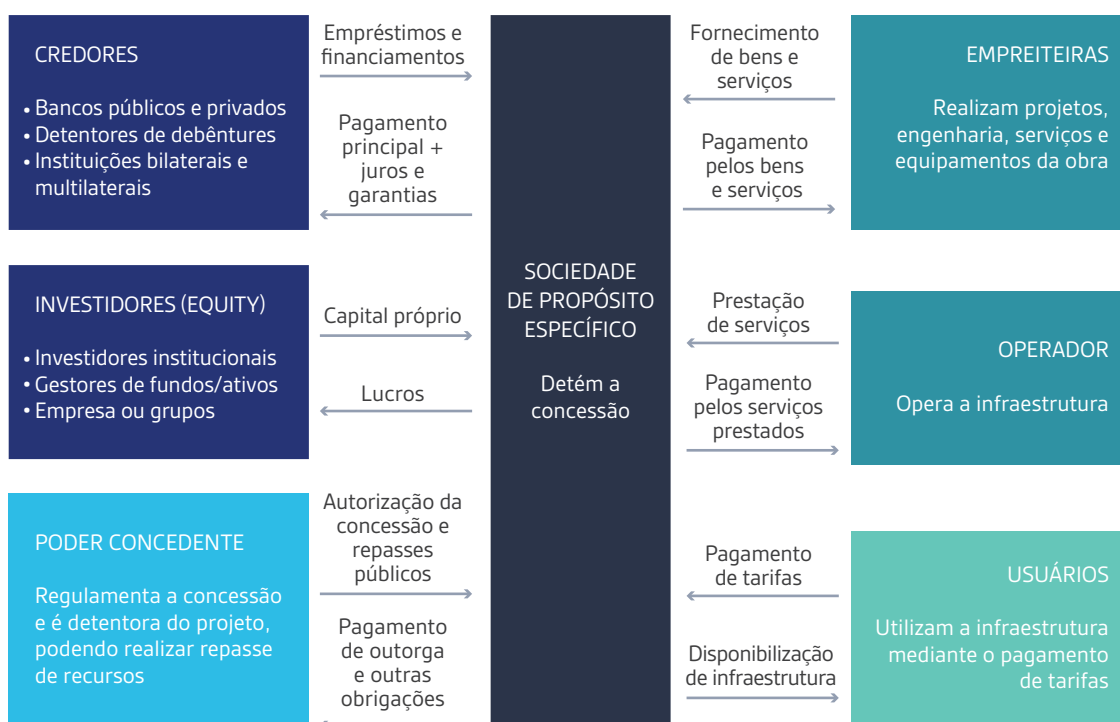 CREDORES
• Bancos públicos e privados
• Detentores de debêntures
• Instituições bilaterais e
multilaterais
Empréstimos e
financiamentos
Pagamento
principal +
juros e
garantias
INVESTIDORES (EQUITY)
• Investidores institucionais
• Gestores de fundos/ativos
• Empresa ou grupos
Capital próprio
Lucros
PODER CONCEDENTE
Regulamenta a concessão
e é detentora do projeto,
podendo realizar repasse
de recursos
Autorização da
concessão e
repasses
públicos
Pagamento
de outorga
e outras
obrigações
SOCIEDADE
DE PROPÓSITO
ESPECÍFICO
Detém a
concessão
Fornecimento
de bens e
serviços
Pagamento
pelos bens
e serviços
EMPREITEIRAS
Realizam projetos,
engenharia, serviços e
equipamentos da obra
Prestação
de serviços
Pagamento
pelos serviços
prestados
OPERADOR
Opera a infraestrutura
Pagamento
de tarifas
Disponibilização
de infraestrutura
USUÁRIOS
Utilizam a infraestrutura
mediante o pagamento
de tarifas